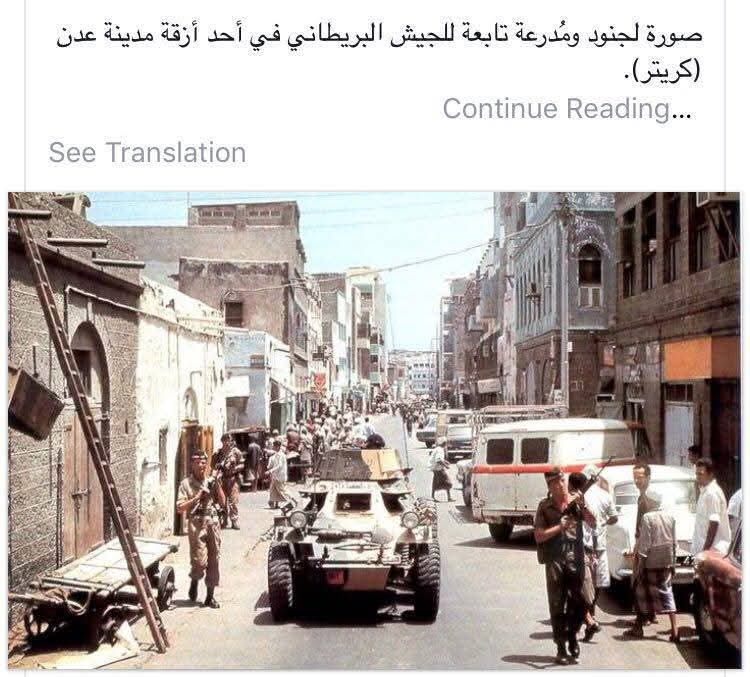 صورة لجنود ومُدرعة تابعة للجيش البريطاني في أحد أزقة مدينة عدن
(كريتر).
Continue Reading...
See Translation